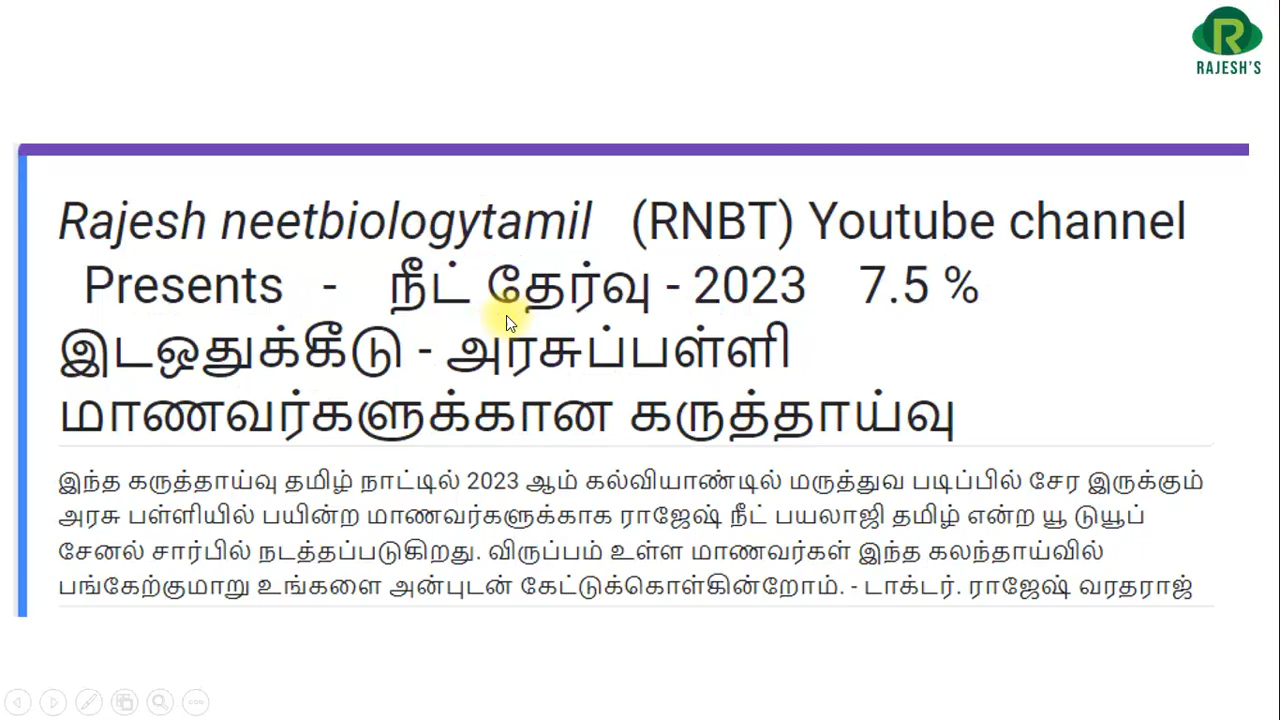 RAJESH'S
Rajesh neetbiologytamil (RNBT) Youtube channel
Presents - நீட் தேர்வு - 2023 7.5 %
இடஒதுக்கீடு - அரசுப்பள்ளி
மாணவர்களுக்கான கருத்தாய்வு
இந்த கருத்தாய்வு தமிழ் நாட்டில் 2023 ஆம் கல்வியாண்டில் மருத்துவ படிப்பில் சேர இருக்கும்
அரசு பள்ளியில் பயின்ற மாணவர்களுக்காக ராஜேஷ் நீட் பயலாஜி தமிழ் என்ற யூ டுயூப்
சேனல் சார்பில் நடத்தப்படுகிறது. விருப்பம் உள்ள மாணவர்கள் இந்த கலந்தாய்வில்
பங்கேற்குமாறு உங்களை அன்புடன் கேட்டுக்கொள்கின்றோம். - டாக்டர். ராஜேஷ் வரதராஜ்